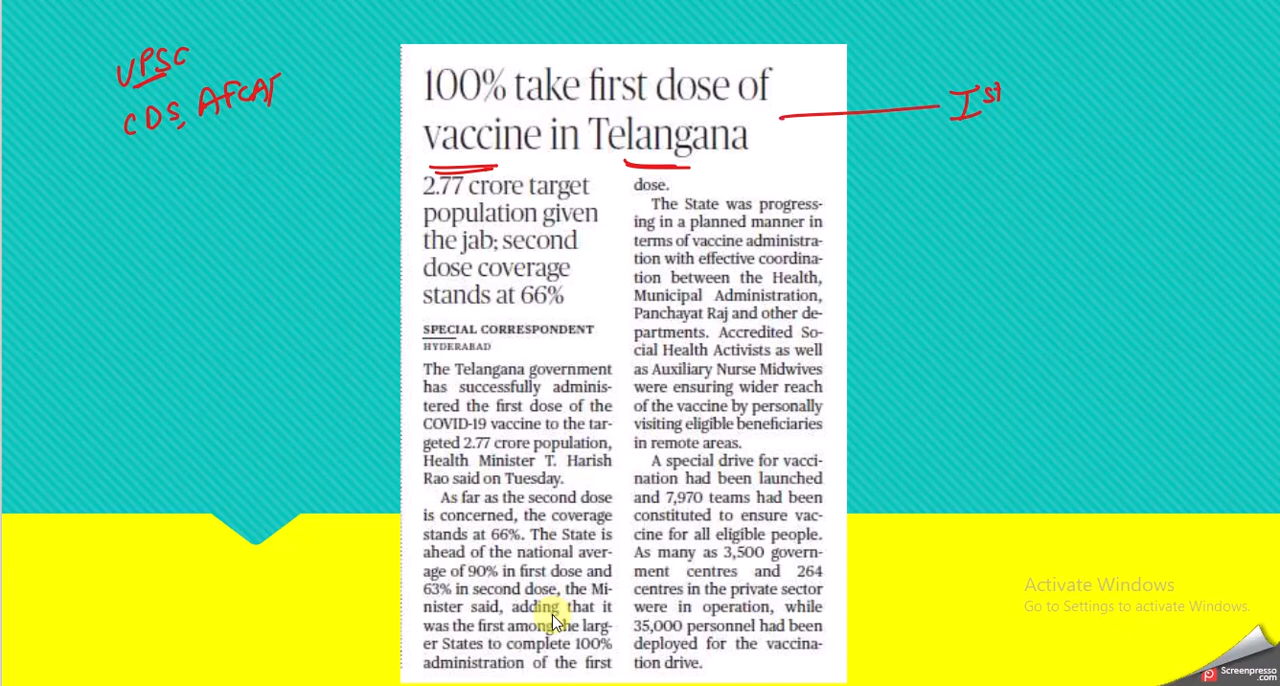 UPSC
CDS, AFCAT
100% take first dose of
vaccine in Telangana
Ist
2.77 crore target
population given
the jab; second
dose coverage
stands at 66%
SPECIAL CORRESPONDENT
HYDERABAD
The Telangana government
has successfully adminis-
tered the first dose of the
COVID-19 vaccine to the tar-
geted 2.77 crore population,
Health Minister T. Harish
Rao said on Tuesday.
As far as the second dose
is concerned, the coverage
stands at 66%. The State is
ahead of the national aver-
age of 90% in first dose and
63% in second dose, the Mi-
nister said, adding that it
was the first among the larg-
er States to complete 100%
administration of the first
dose.
The State was progress-
ing in a planned manner in
terms of vaccine administra-
tion with effective coordina-
tion between the Health,
Municipal Administration,
Panchayat Raj and other de-
partments. Accredited So-
cial Health Activists as well
as Auxiliary Nurse Midwives
were ensuring wider reach
of the vaccine by personally
visiting eligible beneficiaries
in remote areas.
A special drive for vacci-
nation had been launched
and 7,970 teams had been
constituted to ensure vac-
cine for all eligible people.
As many as 3,500 govern-
ment centres and 264
centres in the private sector
were in operation, while
35,000 personnel had been
deployed for the vaccina-
tion drive.
Activate Windows
Go to Settings to activate Windows.
Screenpresso
.com